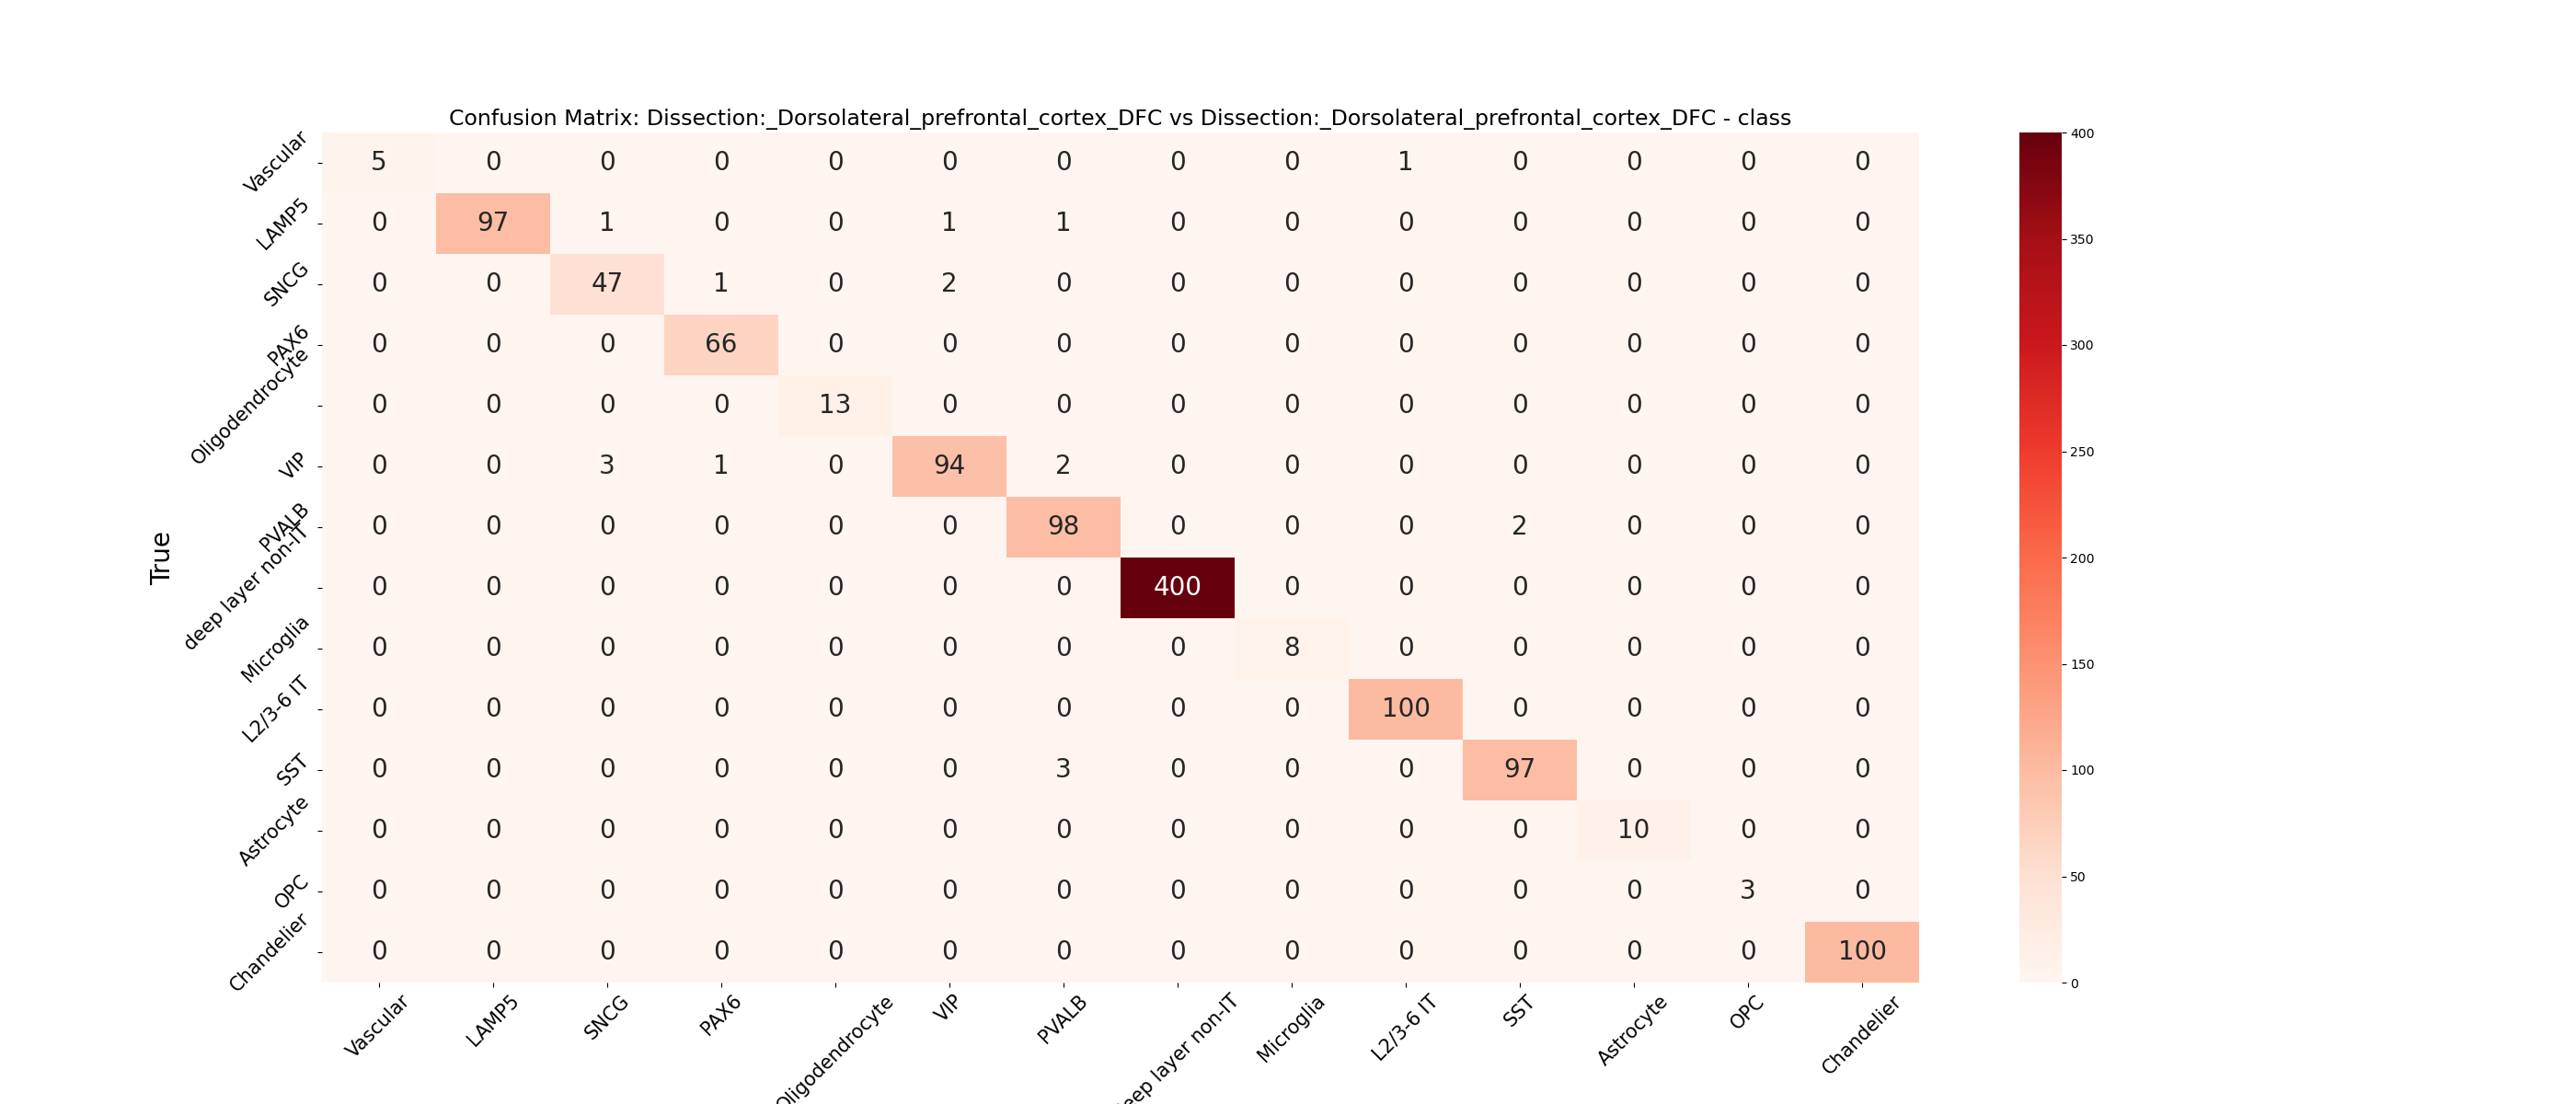 Confusion Matrix: Dissection:_Dorsolateral_prefrontal_cortex_DFC vs Dissection:_Dorsolateral_prefrontal_cortex_DFC - class
True
Vascular 5 0 0 0 0 0 0 0 0 1 0 0 0 0
LAMP5 0 97 1 0 0 1 1 0 0 0 0 0 0 0
SNCG 0 0 47 1 0 2 0 0 0 0 0 0 0 0
PAX6 0 0 0 66 0 0 0 0 0 0 0 0 0 0
Oligodendrocyte 0 0 0 0 13 0 0 0 0 0 0 0 0 0
VIP 0 0 3 1 0 94 2 0 0 0 0 0 0 0
PVALB 0 0 0 0 0 0 98 0 0 0 2 0 0 0
deep layer non-IT 0 0 0 0 0 0 0 400 0 0 0 0 0 0
Microglia 0 0 0 0 0 0 0 0 8 0 0 0 0 0
L2/3-6 IT 0 0 0 0 0 0 0 0 0 100 0 0 0 0
SST 0 0 0 0 0 0 3 0 0 0 97 0 0 0
Astrocyte 0 0 0 0 0 0 0 0 0 0 0 10 0 0
OPC 0 0 0 0 0 0 0 0 0 0 0 0 3 0
Chandelier 0 0 0 0 0 0 0 0 0 0 0 0 0 100
Vascular LAMP5 SNCG PAX6 Oligodendrocyte VIP PVALB eep layer non-IT Microglia L2/3-6 IT SST Astrocyte OPC Chandelier
400
350
300
250
200
150
100
50
0